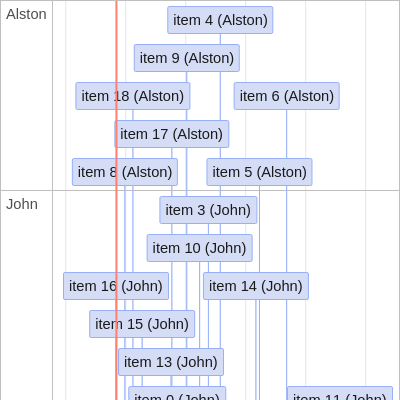 Alston
item 4 (Alston)
item 9 (Alston)
item 18 (Alston)
item 6 (Alston)
item 17 (Alston)
item 8 (Alston)
item 5 (Alston)
John
item 3 (John)
item 10 (John)
item 16 (John)
item 14 (John)
item 15 (John)
item 13 (John)
item 0 (John)
item 11 (John)